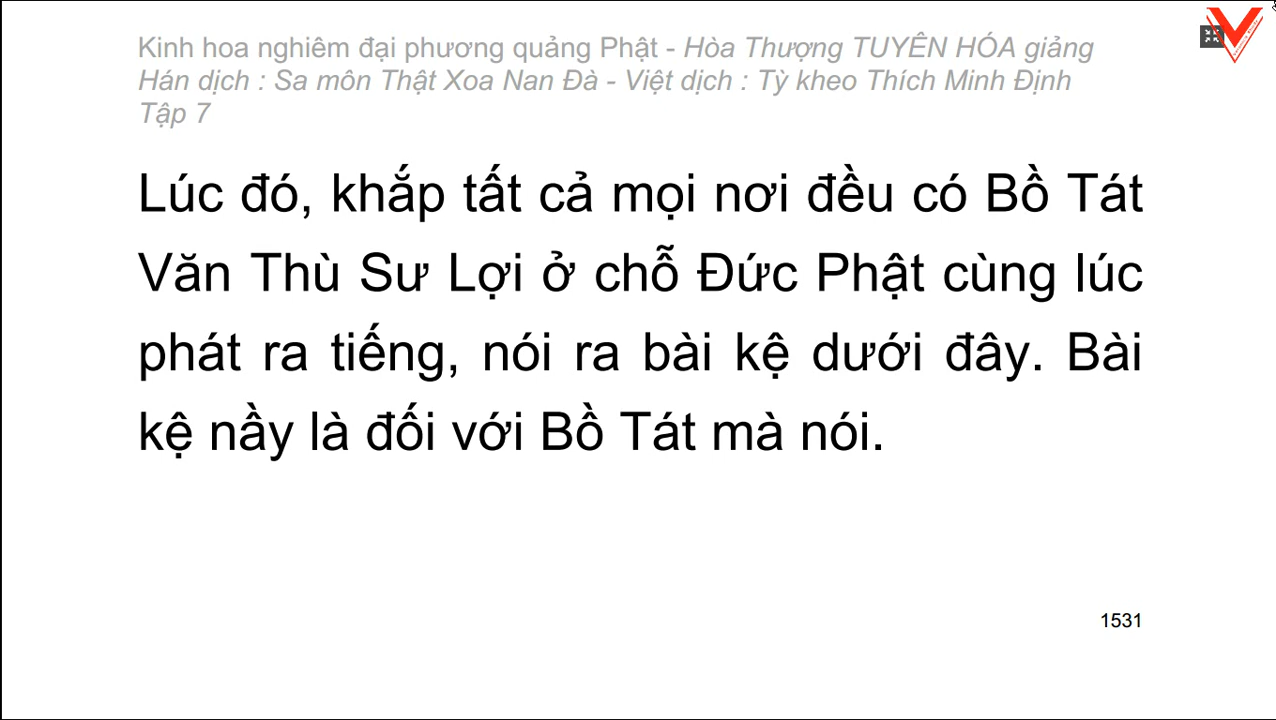 Kinh hoa nghiêm đại phương quảng Phật - Hòa Thượng TUYÊN HÓA giảng
Hán dịch : Sa môn Thật Xoa Nan Đà - Việt dịch : Tỳ kheo Thích Minh Định
Tập 7
Lúc đó, khắp tất cả mọi nơi đều có Bồ Tát
Văn Thù Sư Lợi ở chỗ Đức Phật cùng lúc
phát ra tiếng, nói ra bài kệ dưới đây. Bài
kệ nầy là đối với Bồ Tát mà nói.
1531